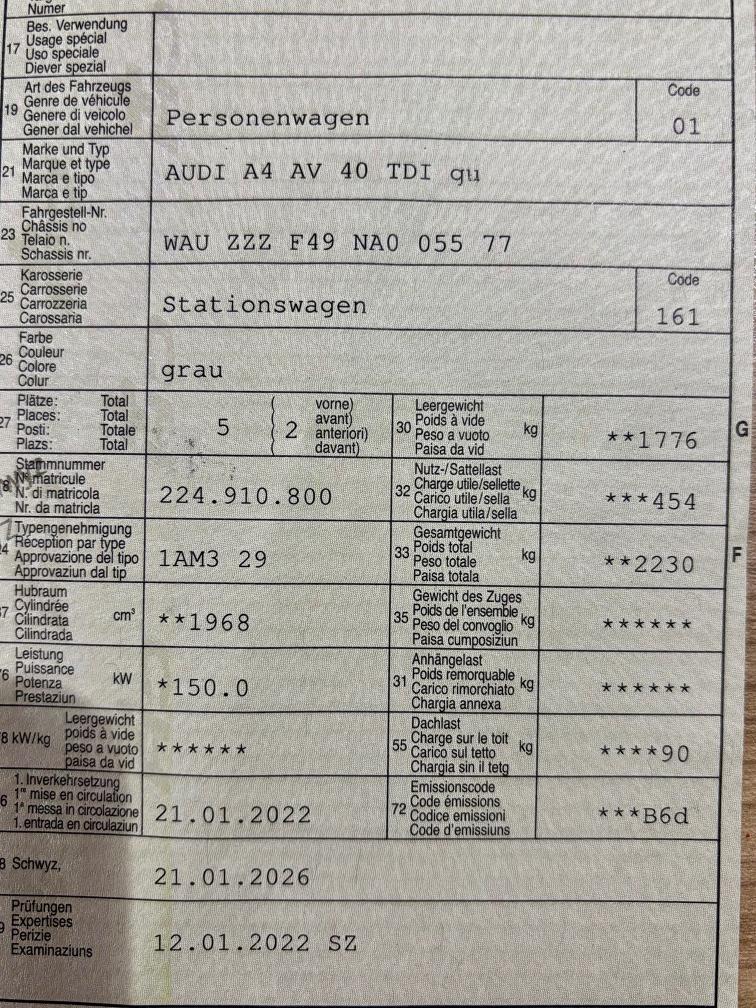 Numer
17
Bes. Verwendung
Usage spécial
Uso speciale
Diever spezial
19
Art des Fahrzeugs
Genre de véhicule
Genere di veicolo
Gener dal vehichel
Personenwagen
Code
01
21
Marke und Typ
Marque et type
Marca e tipo
Marca e tip
AUDI A4 AV 40 TDI qu
23
Fahrgestell-Nr.
Châssis no
Telaio n.
Schassis nr.
WAU ZZZ F49 NA0 055 77
25
Karosserie
Carrosserie
Carrozzeria
Carossaria
Stationswagen
Code
161
26
Farbe
Couleur
Colore
Colur
grau
27
Plätze: Total
Places: Total
Posti: Totale
Plazs: Total
5 ( 2
vorne)
avant)
anteriori)
davant)
30
Leergewicht
Poids à vide
Peso a vuoto
Paisa da vid
kg
**1776
G
8
Stammnummer
N° matricule
N. di matricola
Nr. da matricla
224.910.800
32
Nutz-/Sattellast
Charge utile/sellette
Carico utile/sella
Chargia utila/sella
kg
***454
4
Typengenehmigung
Réception par type
Approvazione del tipo
Approvaziun dal tip
1AM3 29
33
Gesamtgewicht
Poids total
Peso totale
Paisa totala
kg
**2230
F
7
Hubraum
Cylindrée
Cilindrata
Cilindrada
cm³
**1968
35
Gewicht des Zuges
Poids de l'ensemble
Peso del convoglio
Paisa cumposiziun
kg
******
6
Leistung
Puissance
Potenza
Prestaziun
kW
*150.0
31
Anhängelast
Poids remorquable
Carico rimorchiato
Chargia annexa
kg
******
8 kW/kg
Leergewicht
poids à vide
peso a vuoto
paisa da vid
******
55
Dachlast
Charge sur le toit
Carico sul tetto
Chargia sin il tetg
kg
****90
6
1. Inverkehrsetzung
1re mise en circulation
1a messa in circolazione
1. entrada en circulaziun
21.01.2022
72
Emissionscode
Code émissions
Codice emissioni
Code d'emissiuns
***B6d
8 Schwyz,
21.01.2026
9
Prüfungen
Expertises
Perizie
Examinaziuns
12.01.2022 SZ